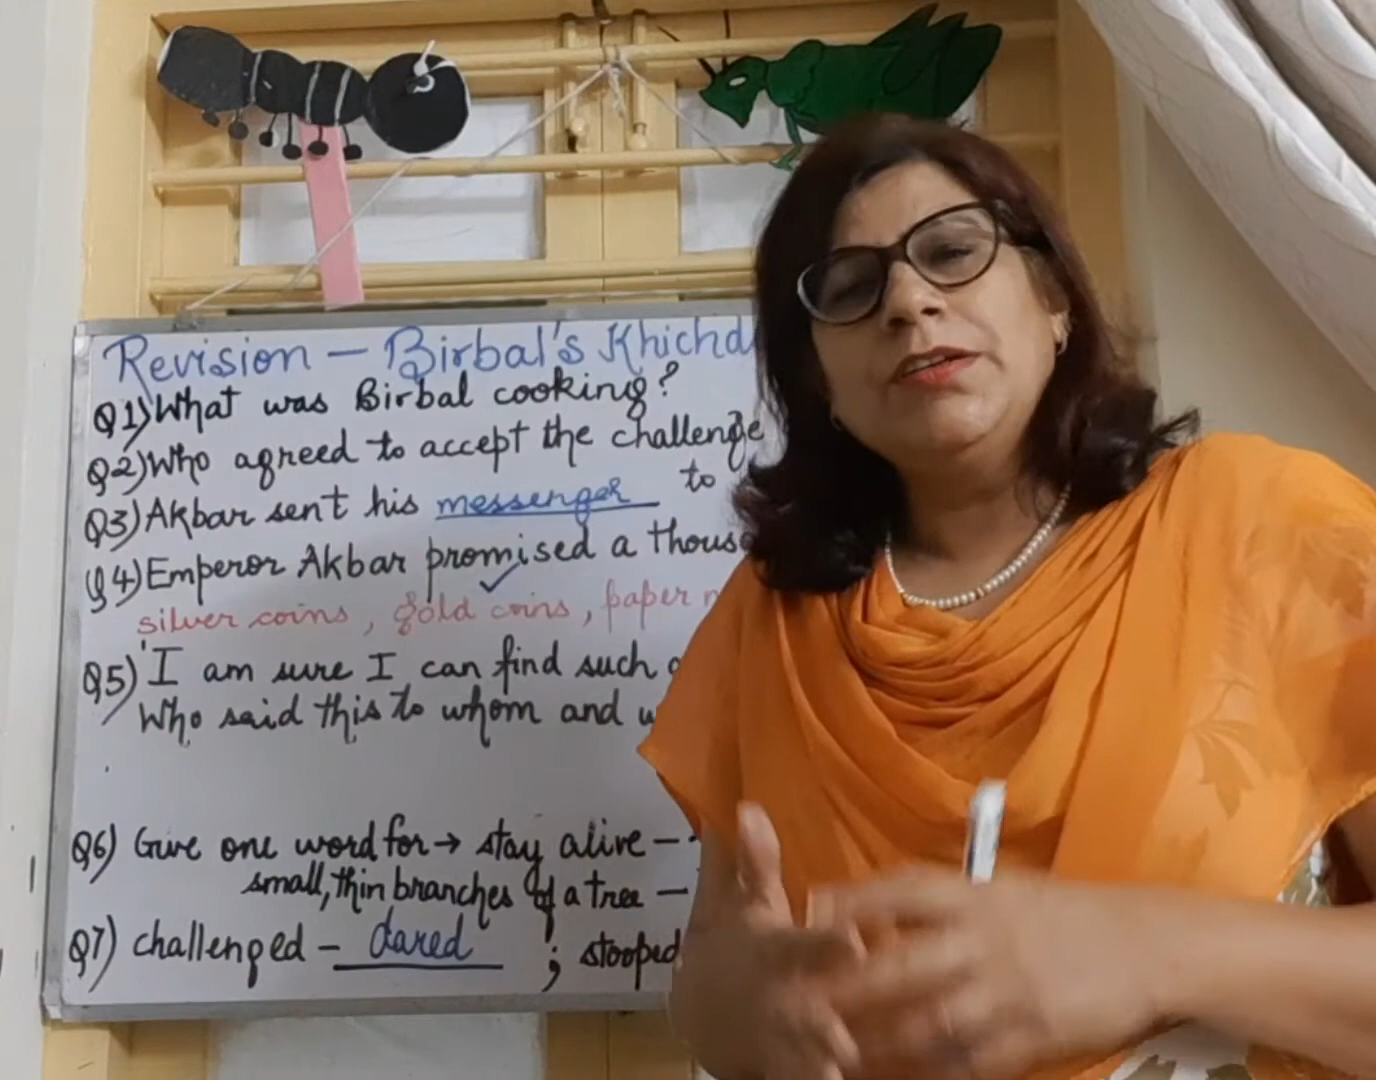 Revision – Birbal's
Q1) What was Birbal cooking?
Q2) Who agreed to accept the challenge
Q3) Akbar sent his messenger to
Q4) Emperor Akbar promised a
silver coins, gold coins, paper
Q5) 'I am sure I can find such
Who said this to whom and
Q6) Give one word for → stay alive –
small, thin branches of a tree –
Q7) challenged – dared ; stooped